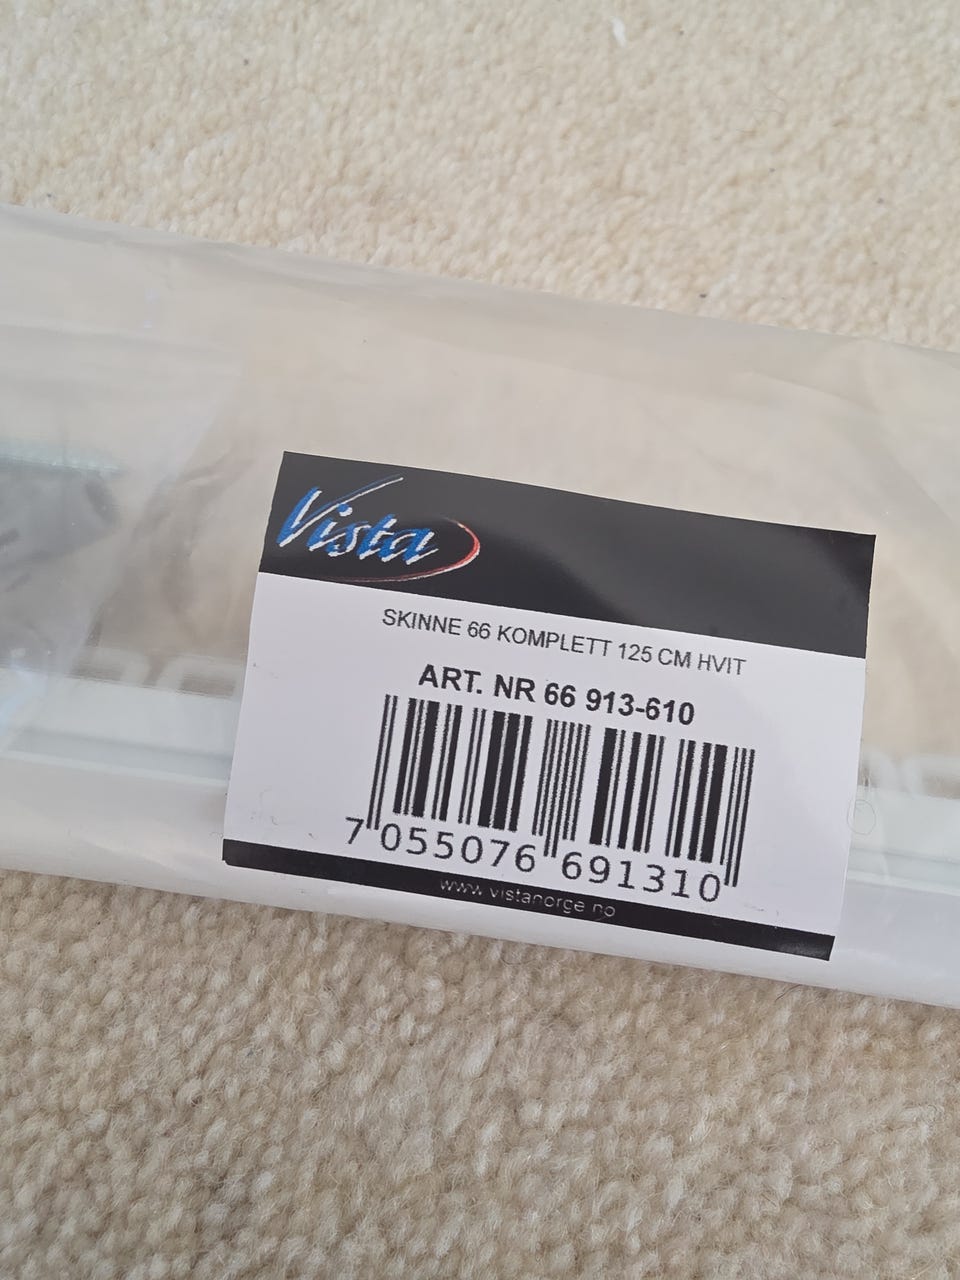 Vista
SKINNE 66 KOMPLETT 125 CM HVIT
ART. NR 66 913-610
7 055076 691310
www.vistanorge.no